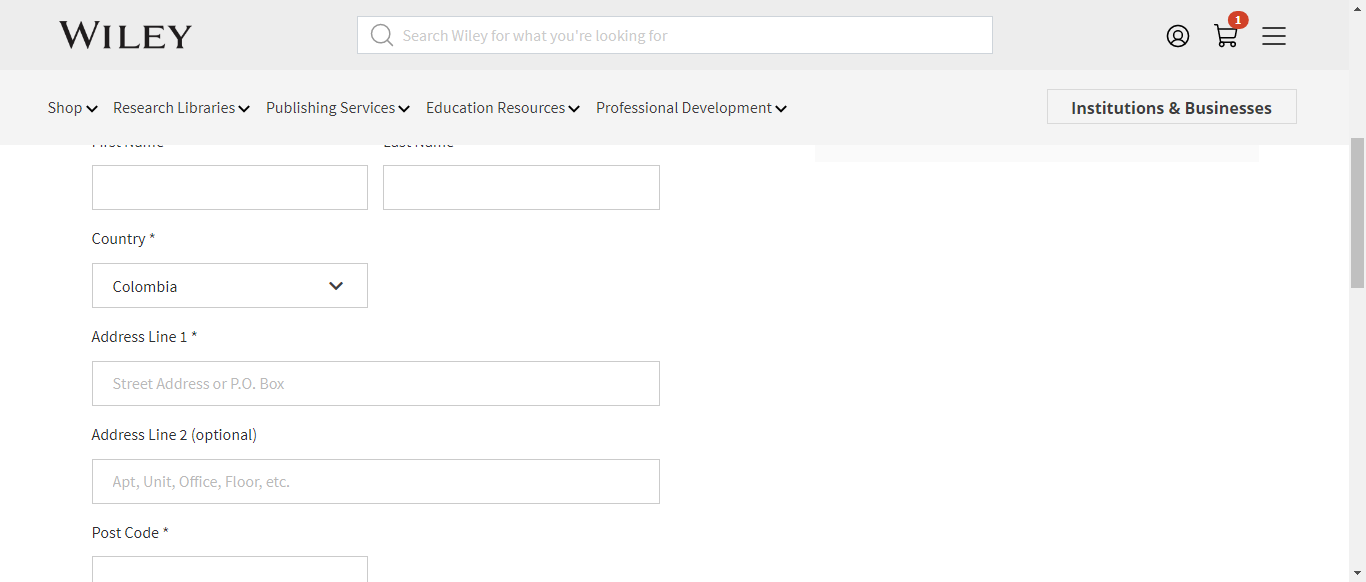 WILEY
Search Wiley for what you're looking for
1
Shop
Research Libraries
Publishing Services
Education Resources
Professional Development
Institutions & Businesses
First Name
Last Name
Country *
Colombia
Address Line 1 *
Street Address or P.O. Box
Address Line 2 (optional)
Apt, Unit, Office, Floor, etc.
Post Code *